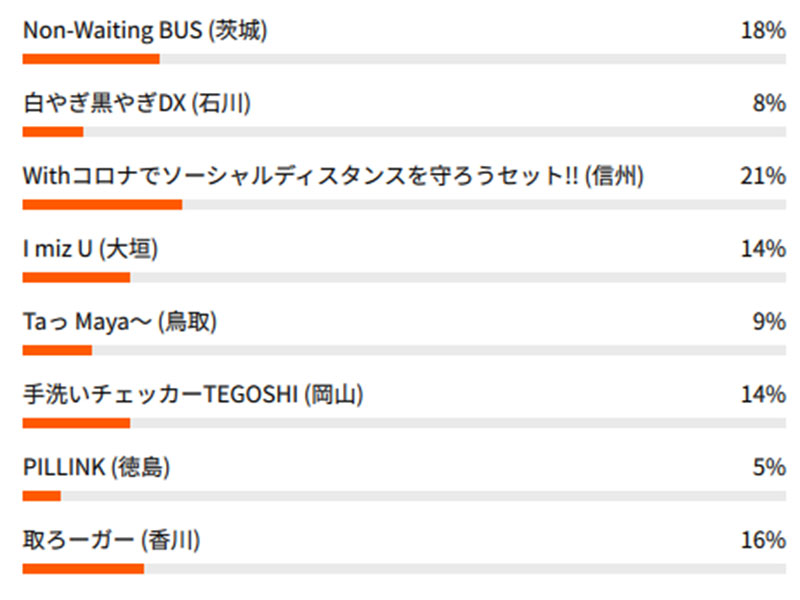 Non-Waiting BUS (茨城) 18%
白やぎ黒やぎDX (石川) 8%
Withコロナでソーシャルディスタンスを守ろうセット!! (信州) 21%
I miz U (大垣) 14%
Taっ Maya〜 (鳥取) 9%
手洗いチェッカーTEGOSHI (岡山) 14%
PILLINK (徳島) 5%
取ろーガー (香川) 16%